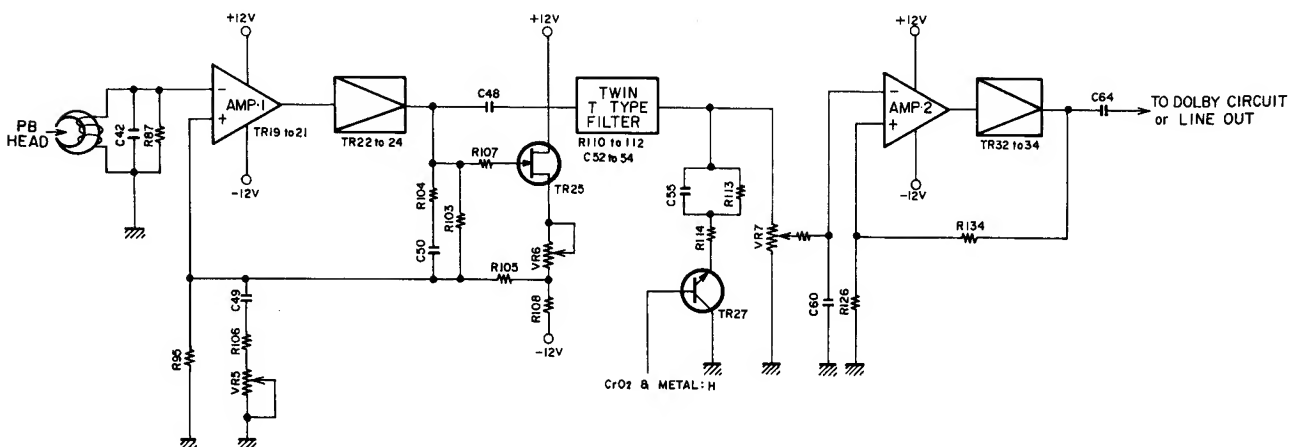 +12V
+12V
+12V
C48
TWIN
T TYPE
FILTER
R110 to 112
C52 to 54
C64
TO DOLBY CIRCUIT
or LINE OUT
PB
HEAD
C42
R87
−
+
AMP·1
TR19 to 21
-12V
TR22 to 24
R107
TR25
R104
R103
C50
VR6
R105
R108
-12V
C49
R106
VR5
R95
C55
R113
R114
TR27
VR7
CrO2 & METAL: H
−
+
AMP·2
-12V
TR32 to 34
R134
C60
R126